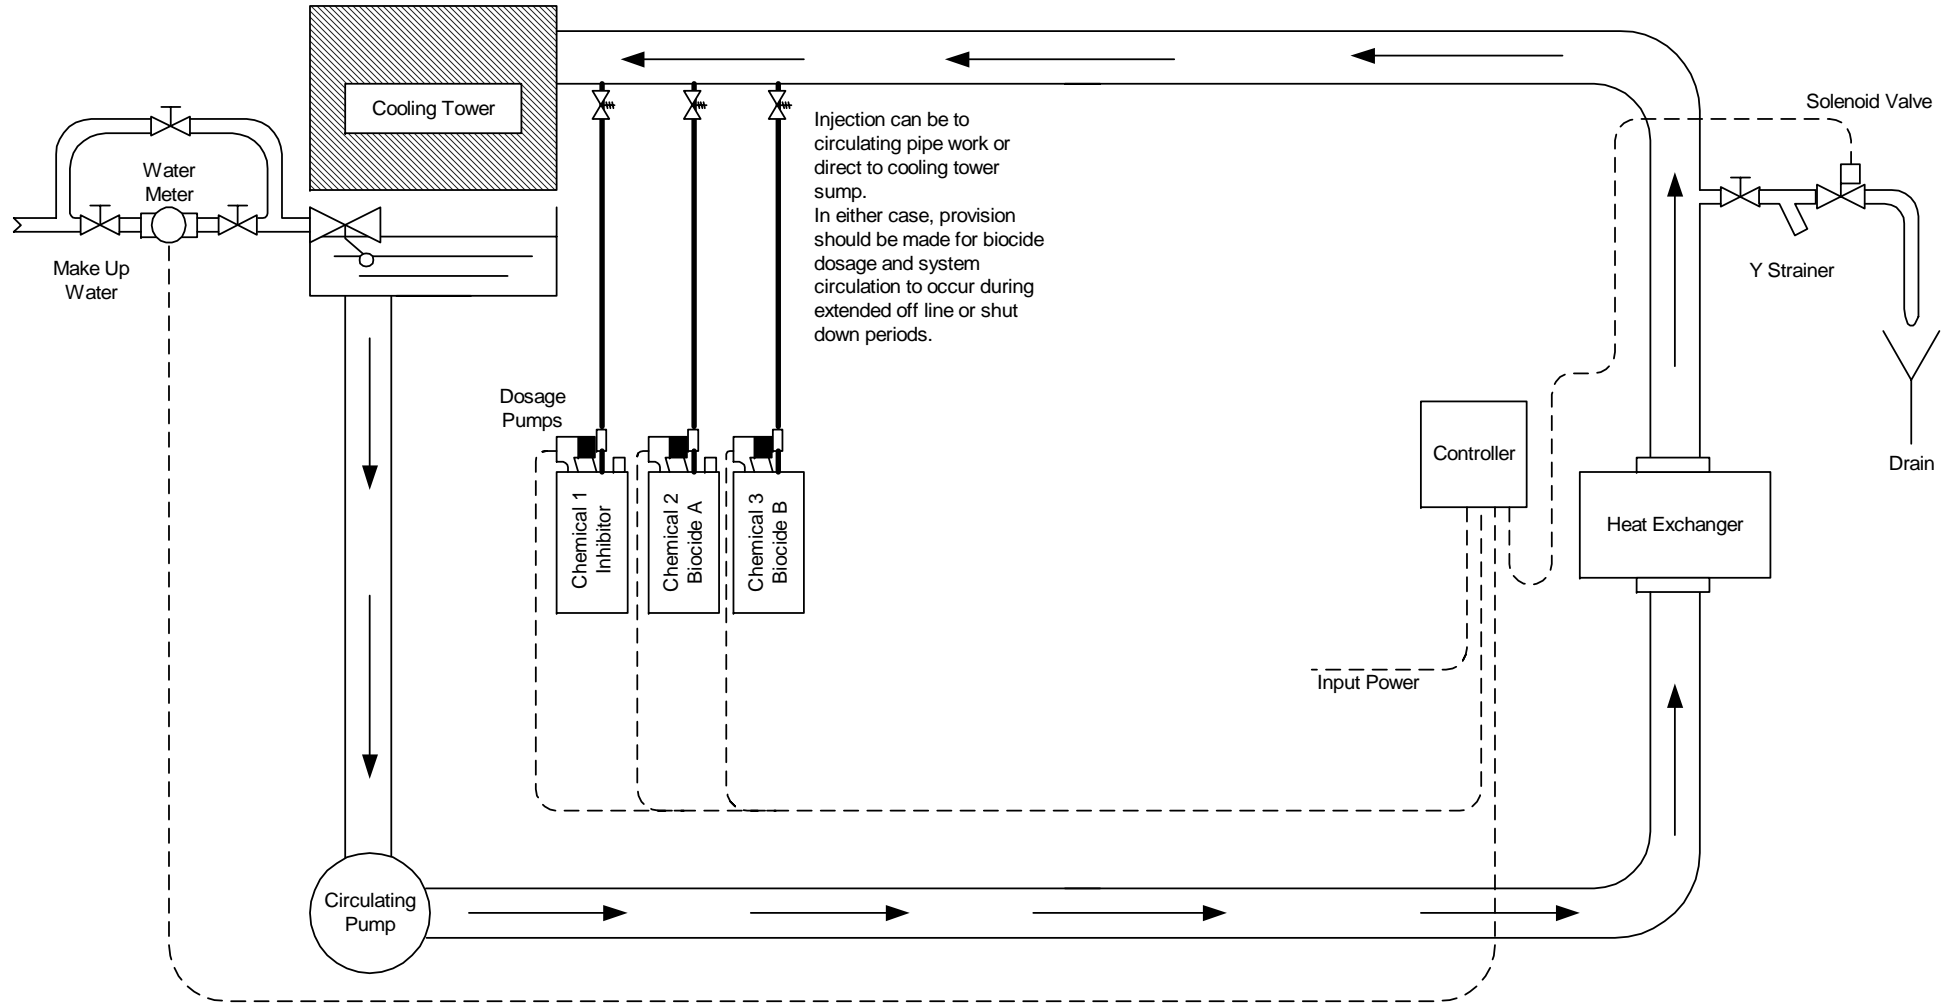 Cooling Tower
Solenoid Valve
Injection can be to
circulating pipe work or
direct to cooling tower
sump.
In either case, provision
should be made for biocide
dosage and system
circulation to occur during
extended off line or shut
down periods.
Water
Meter
Make Up
Water
Y Strainer
Dosage
Pumps
Controller
Drain
Chemical 1
Inhibitor
Chemical 2
Biocide A
Chemical 3
Biocide B
Heat Exchanger
Input Power
Circulating
Pump